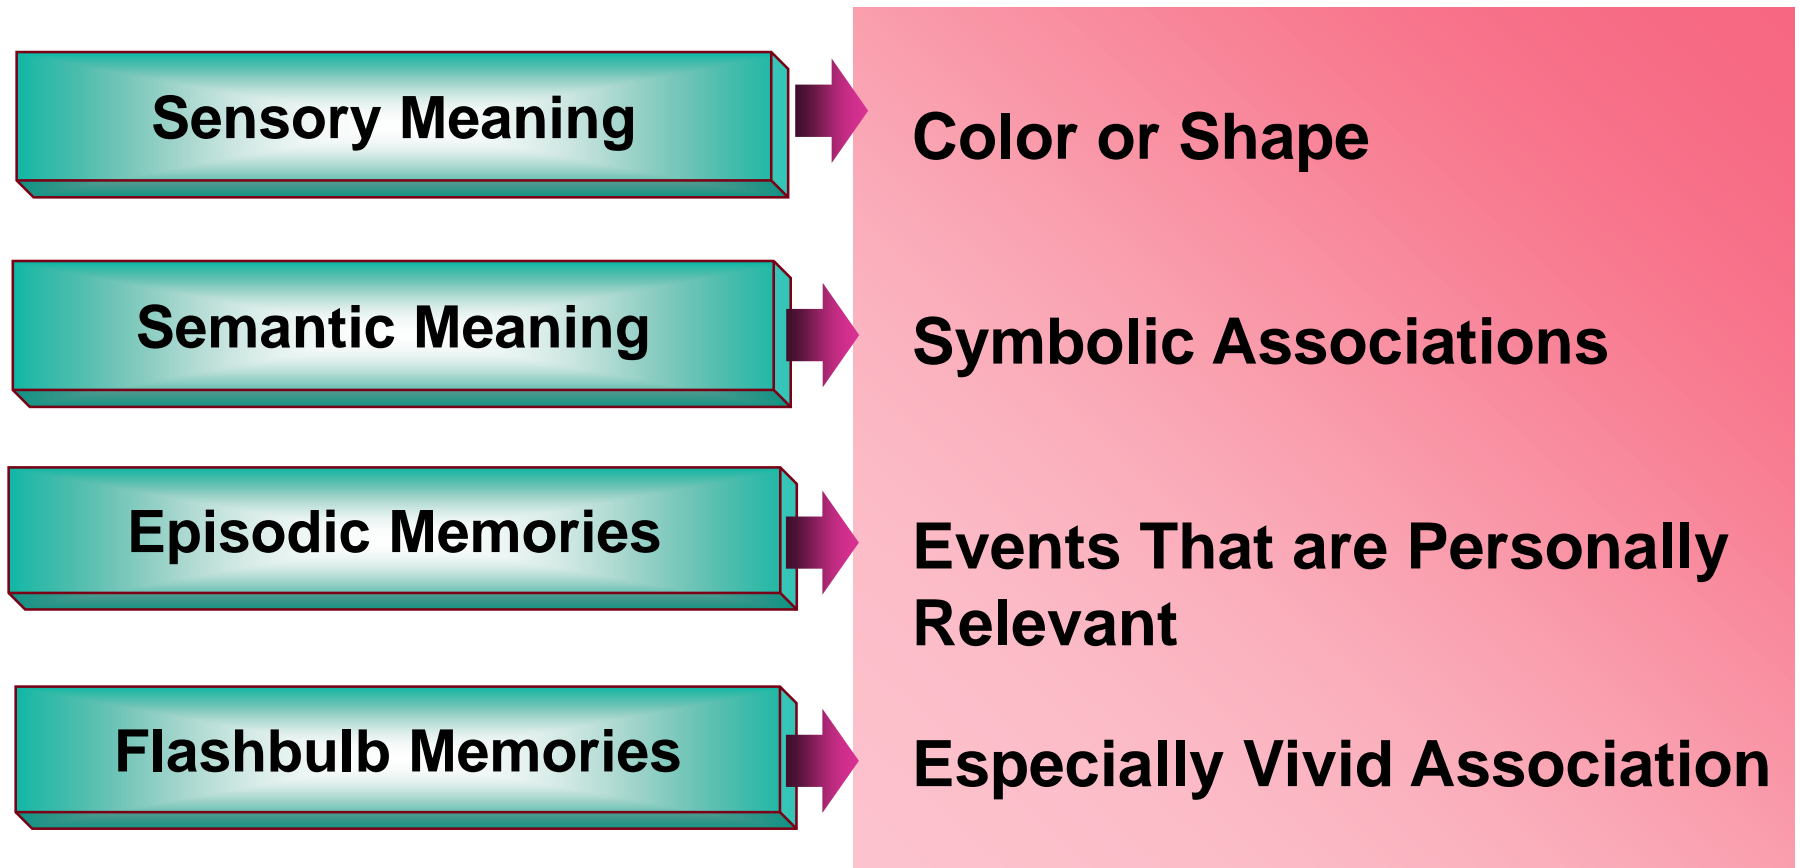 Sensory Meaning
Color or Shape
Semantic Meaning
Symbolic Associations
Episodic Memories
Events That are Personally
Relevant
Flashbulb Memories
Especially Vivid Association